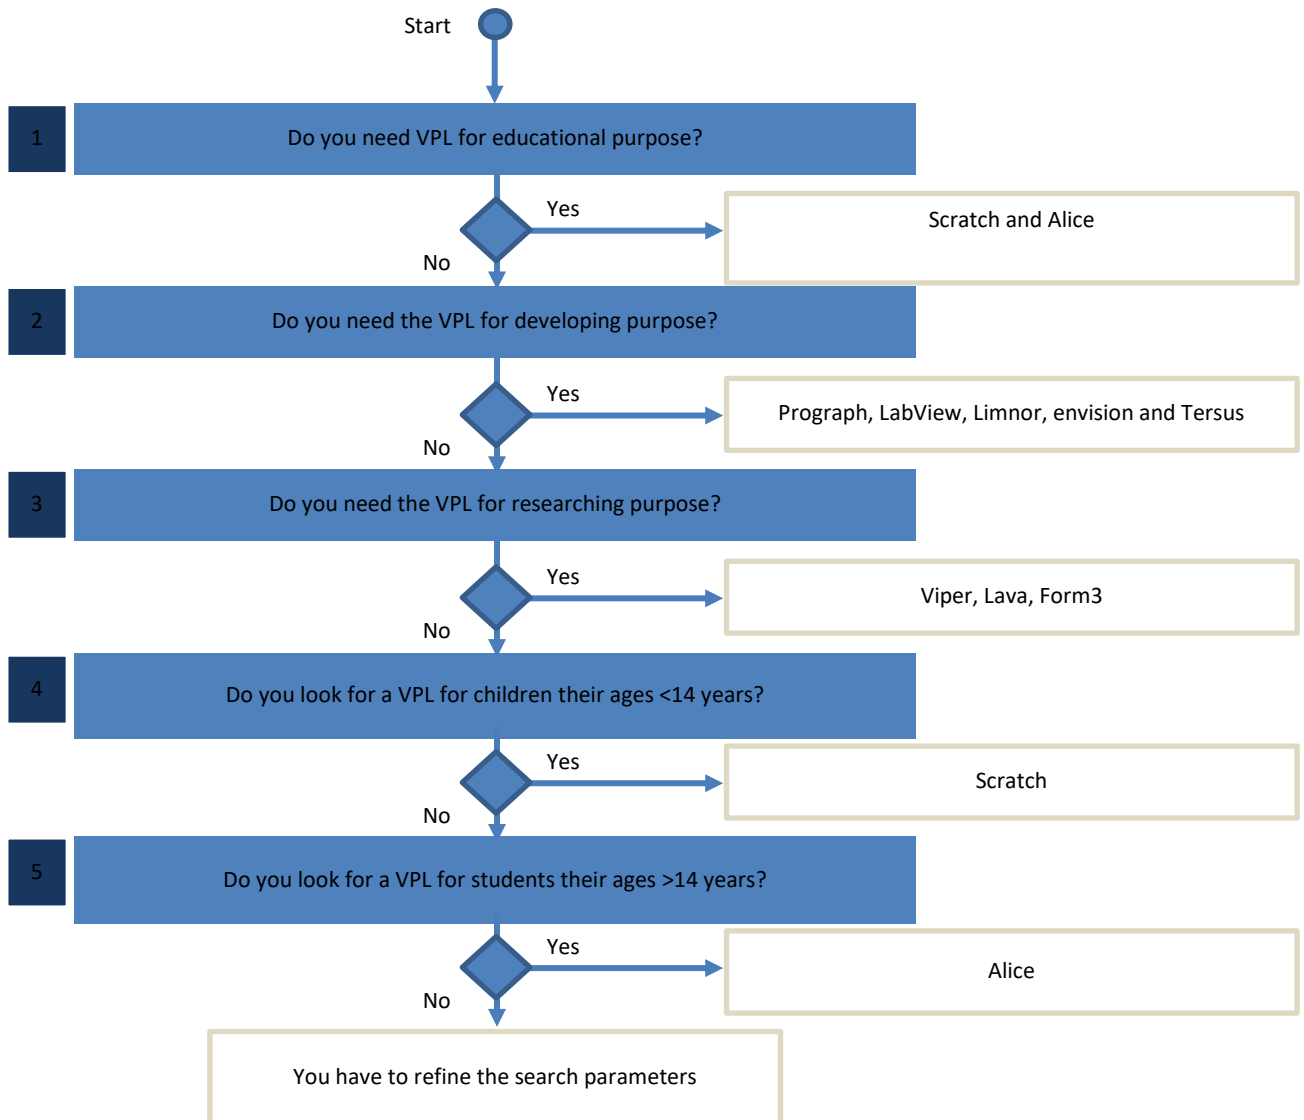 Start
1
Do you need VPL for educational purpose?
Yes
Scratch and Alice
No
2
Do you need the VPL for developing purpose?
Yes
Prograph, LabView, Limnor, envision and Tersus
No
3
Do you need the VPL for researching purpose?
Yes
Viper, Lava, Form3
No
4
Do you look for a VPL for children their ages <14 years?
Yes
Scratch
No
5
Do you look for a VPL for students their ages >14 years?
Yes
Alice
No
You have to refine the search parameters